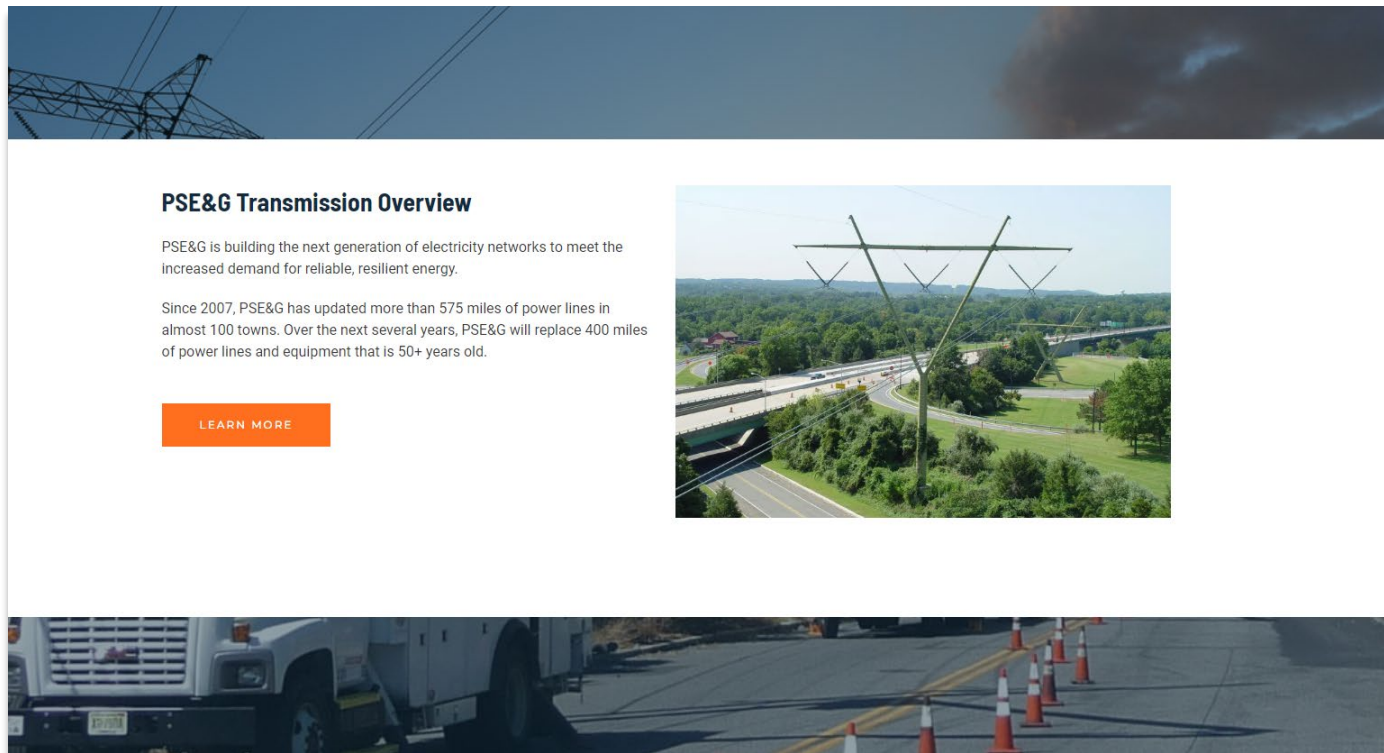 PSE&G Transmission Overview
PSE&G is building the next generation of electricity networks to meet the
increased demand for reliable, resilient energy.
Since 2007, PSE&G has updated more than 575 miles of power lines in
almost 100 towns. Over the next several years, PSE&G will replace 400 miles
of power lines and equipment that is 50+ years old.
LEARN MORE